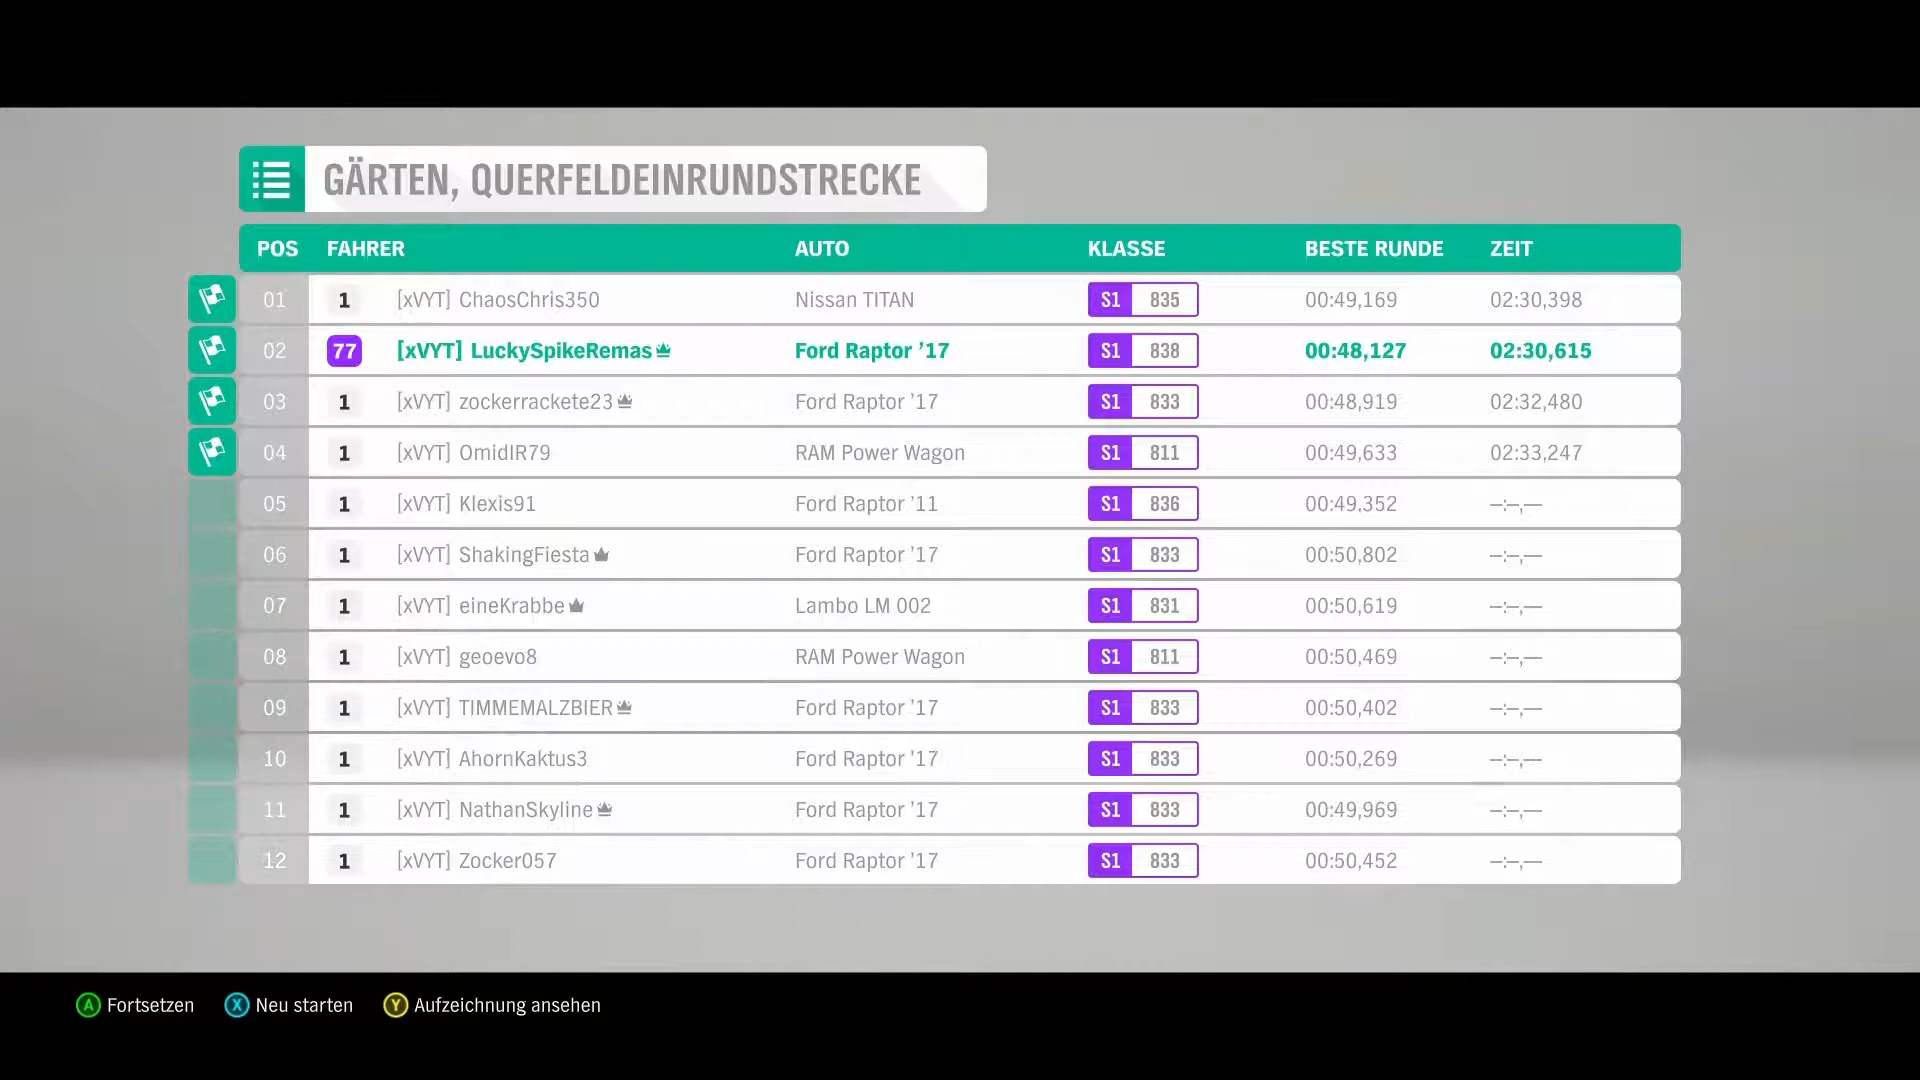 GÄRTEN, QUERFELDEINRUNDSTRECKE
POS FAHRER AUTO KLASSE BESTE RUNDE ZEIT
01 1 [xVYT] ChaosChris350 Nissan TITAN S1 835 00:49,169 02:30,398
02 77 [xVYT] LuckySpikeRemas Ford Raptor ’17 S1 838 00:48,127 02:30,615
03 1 [xVYT] zockerrackete23 Ford Raptor ’17 S1 833 00:48,919 02:32,480
04 1 [xVYT] OmidIR79 RAM Power Wagon S1 811 00:49,633 02:33,247
05 1 [xVYT] Klexis91 Ford Raptor ’11 S1 836 00:49,352 –:–,—
06 1 [xVYT] ShakingFiesta Ford Raptor ’17 S1 833 00:50,802 –:–,—
07 1 [xVYT] eineKrabbe Lambo LM 002 S1 831 00:50,619 –:–,—
08 1 [xVYT] geoevo8 RAM Power Wagon S1 811 00:50,469 –:–,—
09 1 [xVYT] TIMMEMALZBIER Ford Raptor ’17 S1 833 00:50,402 –:–,—
10 1 [xVYT] AhornKaktus3 Ford Raptor ’17 S1 833 00:50,269 –:–,—
11 1 [xVYT] NathanSkyline Ford Raptor ’17 S1 833 00:49,969 –:–,—
12 1 [xVYT] Zocker057 Ford Raptor ’17 S1 833 00:50,452 –:–,—
A Fortsetzen X Neu starten Y Aufzeichnung ansehen